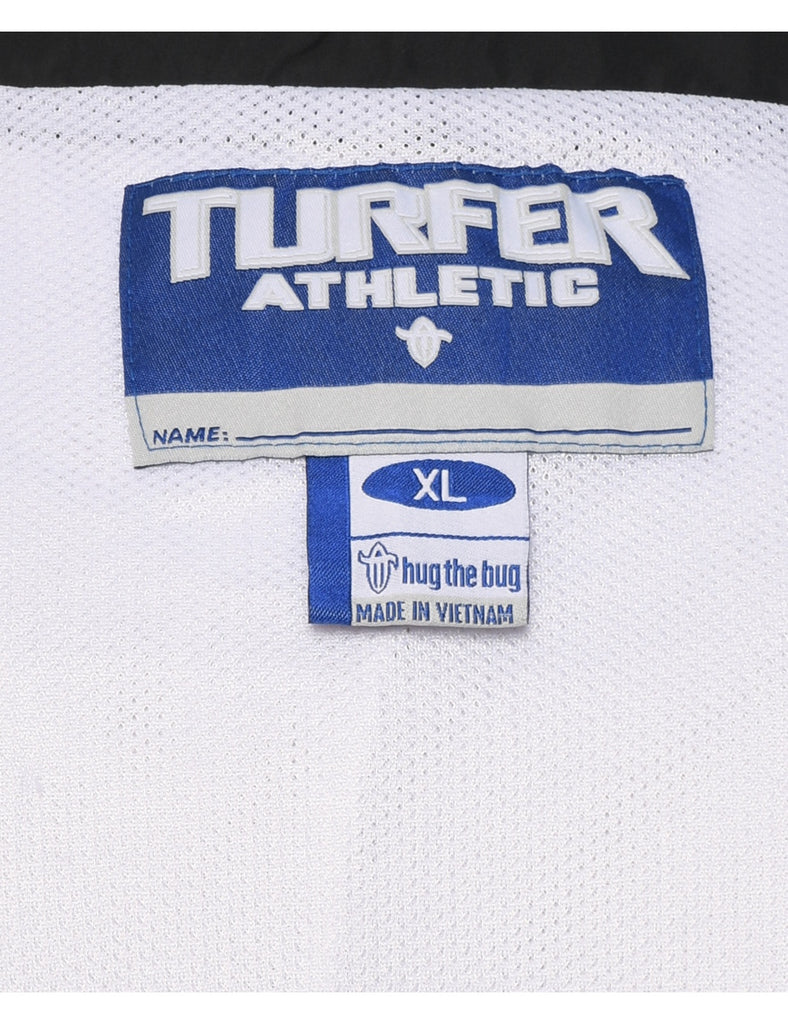 TURFER
ATHLETIC
NAME:
XL
hug the bug
MADE IN VIETNAM